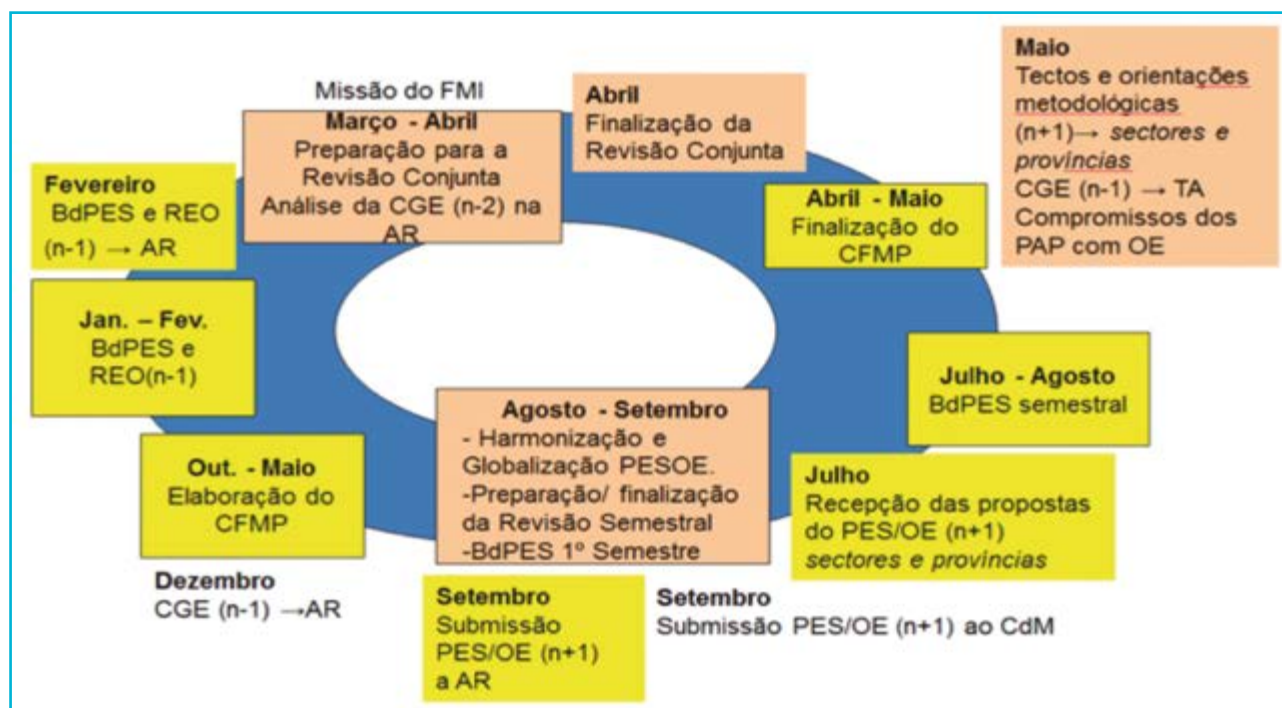 Missão do FMI
Março - Abril
Preparação para a
Revisão Conjunta
Análise da CGE (n-2) na
AR
Abril
Finalização da
Revisão Conjunta
Maio
Tectos e orientações
metodológicas
(n+1)→ sectores e
províncias
CGE (n-1) → TA
Compromissos dos
PAP com OE
Abril - Maio
Finalização do
CFMP
Julho - Agosto
BdPES semestral
Julho
Recepção das propostas
do PES/OE (n+1)
sectores e províncias
Agosto - Setembro
- Harmonização e
Globalização PESOE.
-Preparação/ finalização
da Revisão Semestral
-BdPES 1º Semestre
Setembro
Submissão PES/OE (n+1) ao CdM
Setembro
Submissão
PES/OE (n+1)
a AR
Dezembro
CGE (n-1) →AR
Out. - Maio
Elaboração do
CFMP
Jan. – Fev.
BdPES e
REO(n-1)
Fevereiro
BdPES e REO
(n-1) → AR